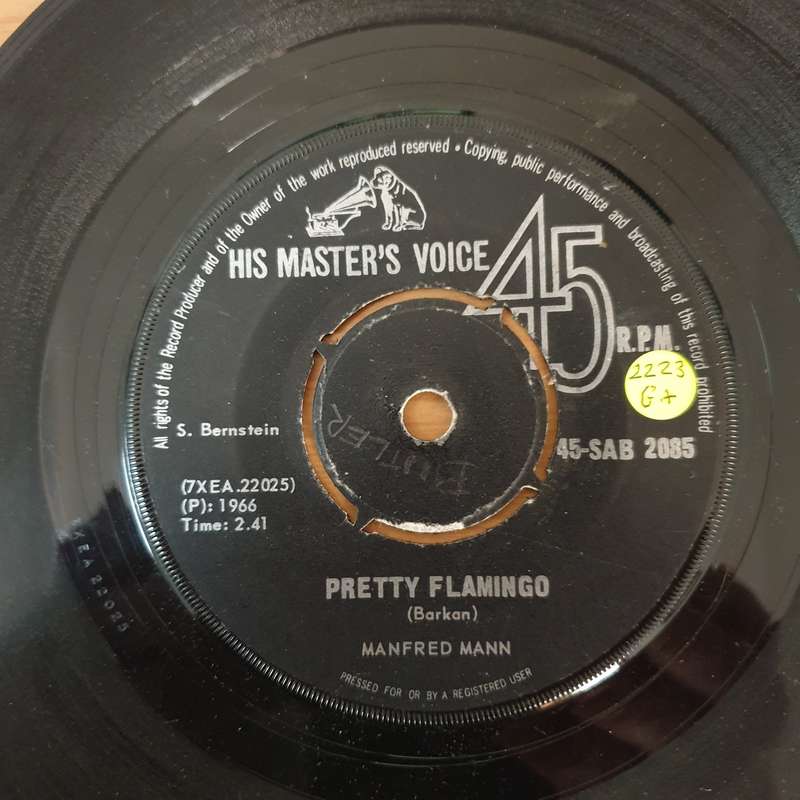 All rights of the Record Producer and of the Owner of the work reproduced reserved • Copying, public performance and broadcasting of this record prohibited
HIS MASTER'S VOICE
45
R.P.M.
2223
G+
S. Bernstein
45-SAB 2085
BUTLER
(7XEA.22025)
(P): 1966
Time: 2.41
XEA 22025
PRETTY FLAMINGO
(Barkan)
MANFRED MANN
PRESSED FOR OR BY A REGISTERED USER